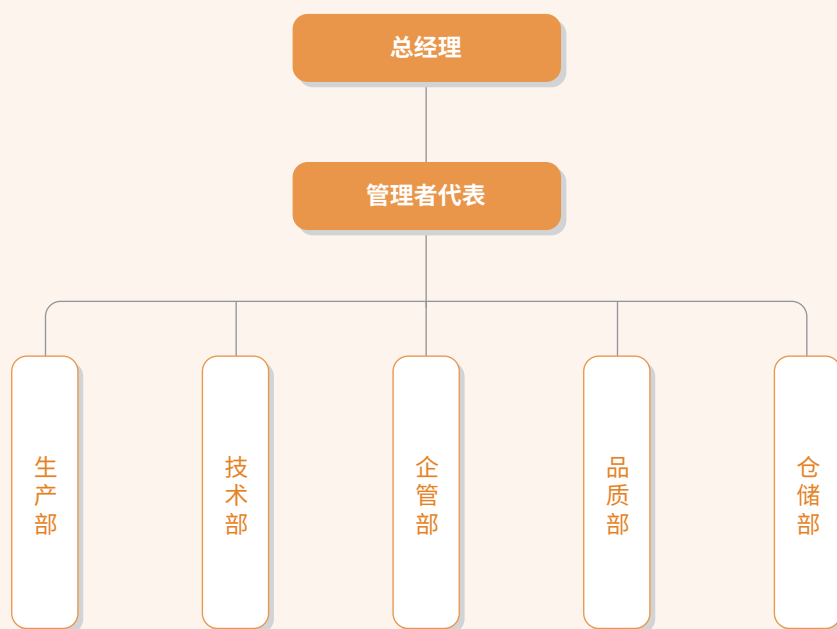 总经理
管理者代表
生产部
技术部
企管部
品质部
仓储部